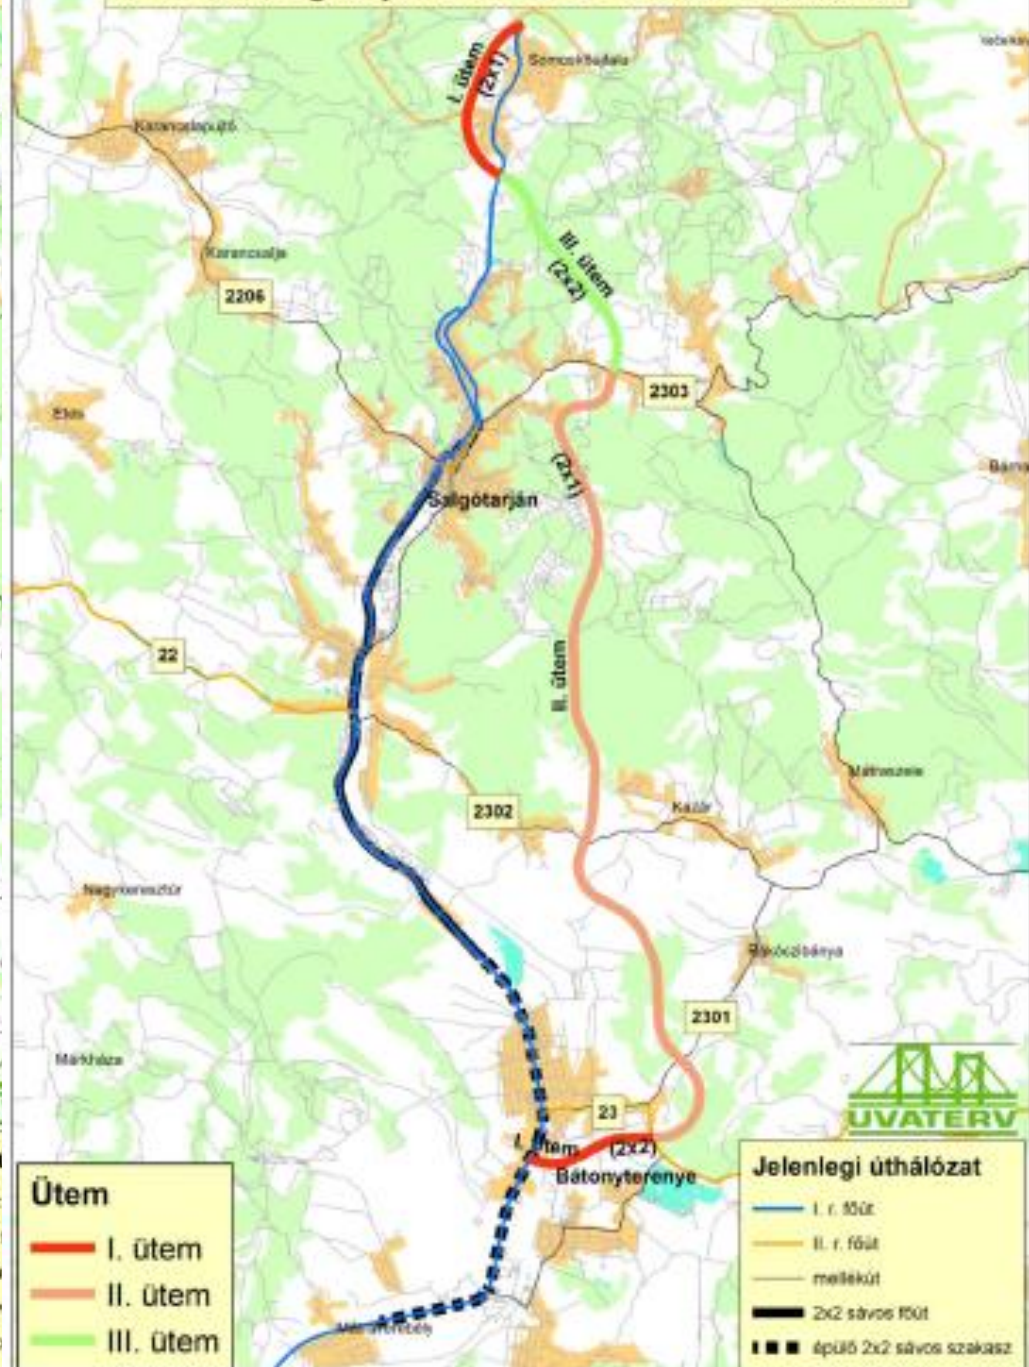 I. ütem
(2x1)
Somoskőújfalu
Karancslapujtő
Karancsalja
III. ütem
(2x2)
2206
2303
Etes
(2x1)
Salgótarján
22
II. ütem
Mátraszele
2302
Kazár
Nagykeresztúr
Rákóczibánya
2301
Márkháza
UVATERV
23
I. ütem (2x2)
Bátonyterenye
Ütem
I. ütem
II. ütem
III. ütem
Jelenlegi úthálózat
I. r. főút
II. r. főút
mellékút
2x2 sávos főút
épülő 2x2 sávos szakasz